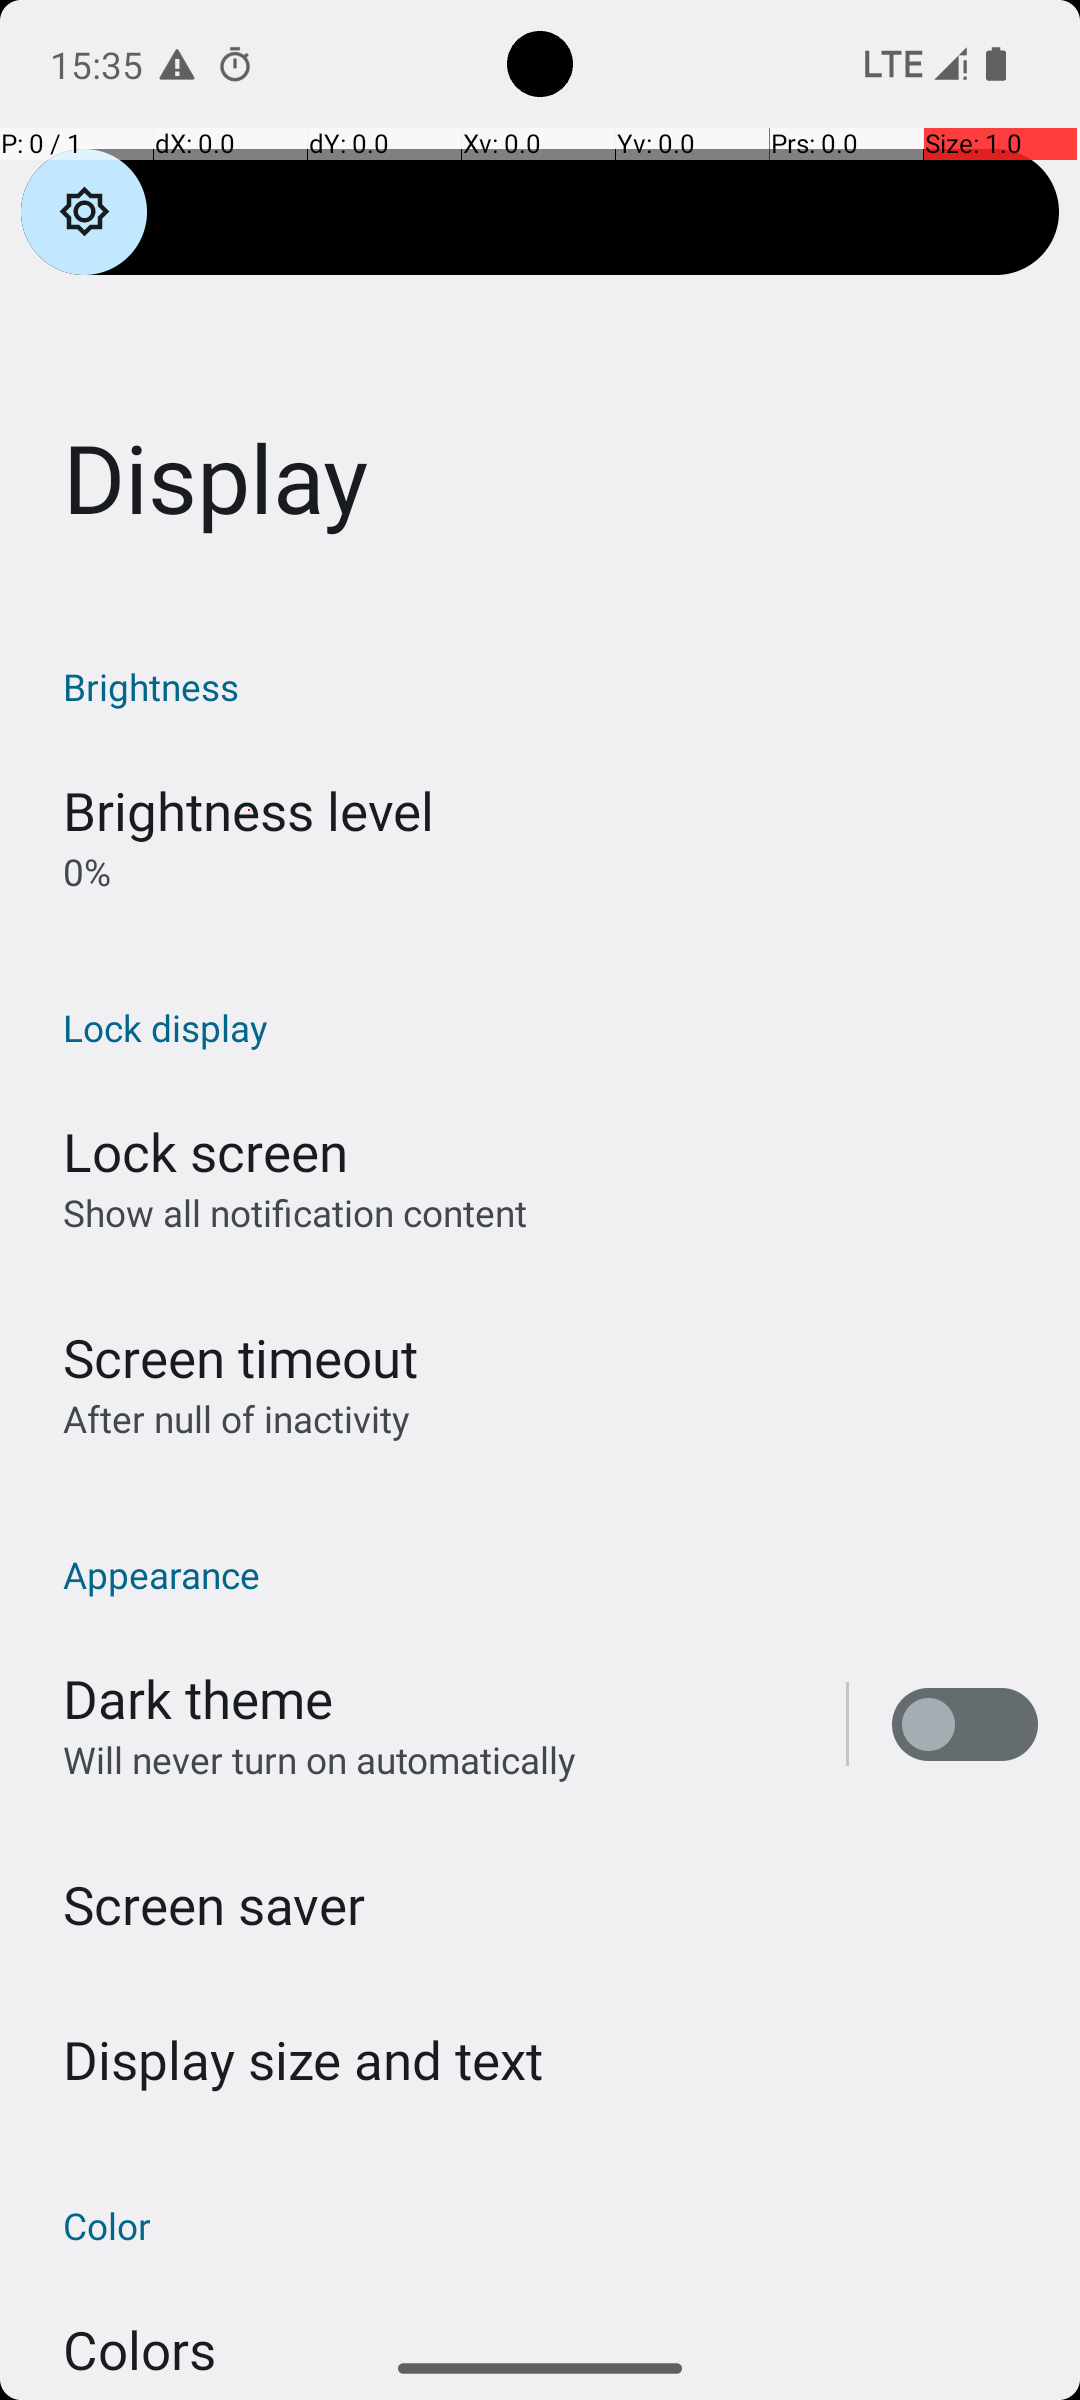 15:35 LTE
P: 0 / 1 dX: 0.0 dY: 0.0 Xv: 0.0 Yv: 0.0 Prs: 0.0 Size: 1.0
Display
Brightness
Brightness level
0%
Lock display
Lock screen
Show all notification content
Screen timeout
After null of inactivity
Appearance
Dark theme
Will never turn on automatically
Screen saver
Display size and text
Color
Colors